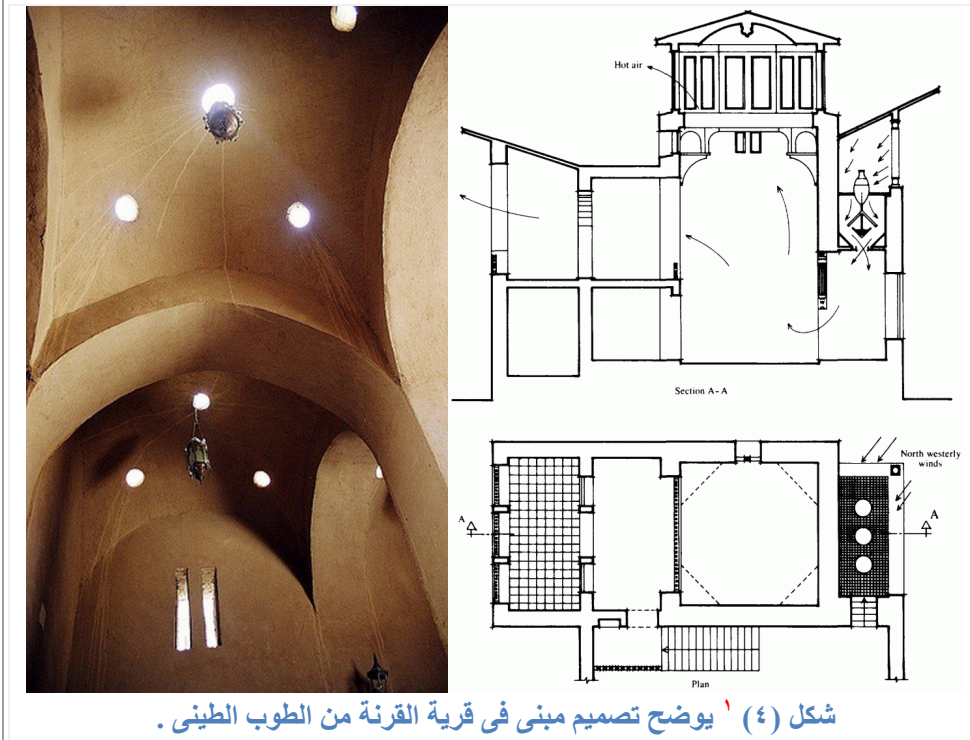 Hot air
Section A-A
North westerly
winds
A
A
Plan
شكل (٤) ١ يوضح تصميم مبنى فى قرية القرنة من الطوب الطينى .